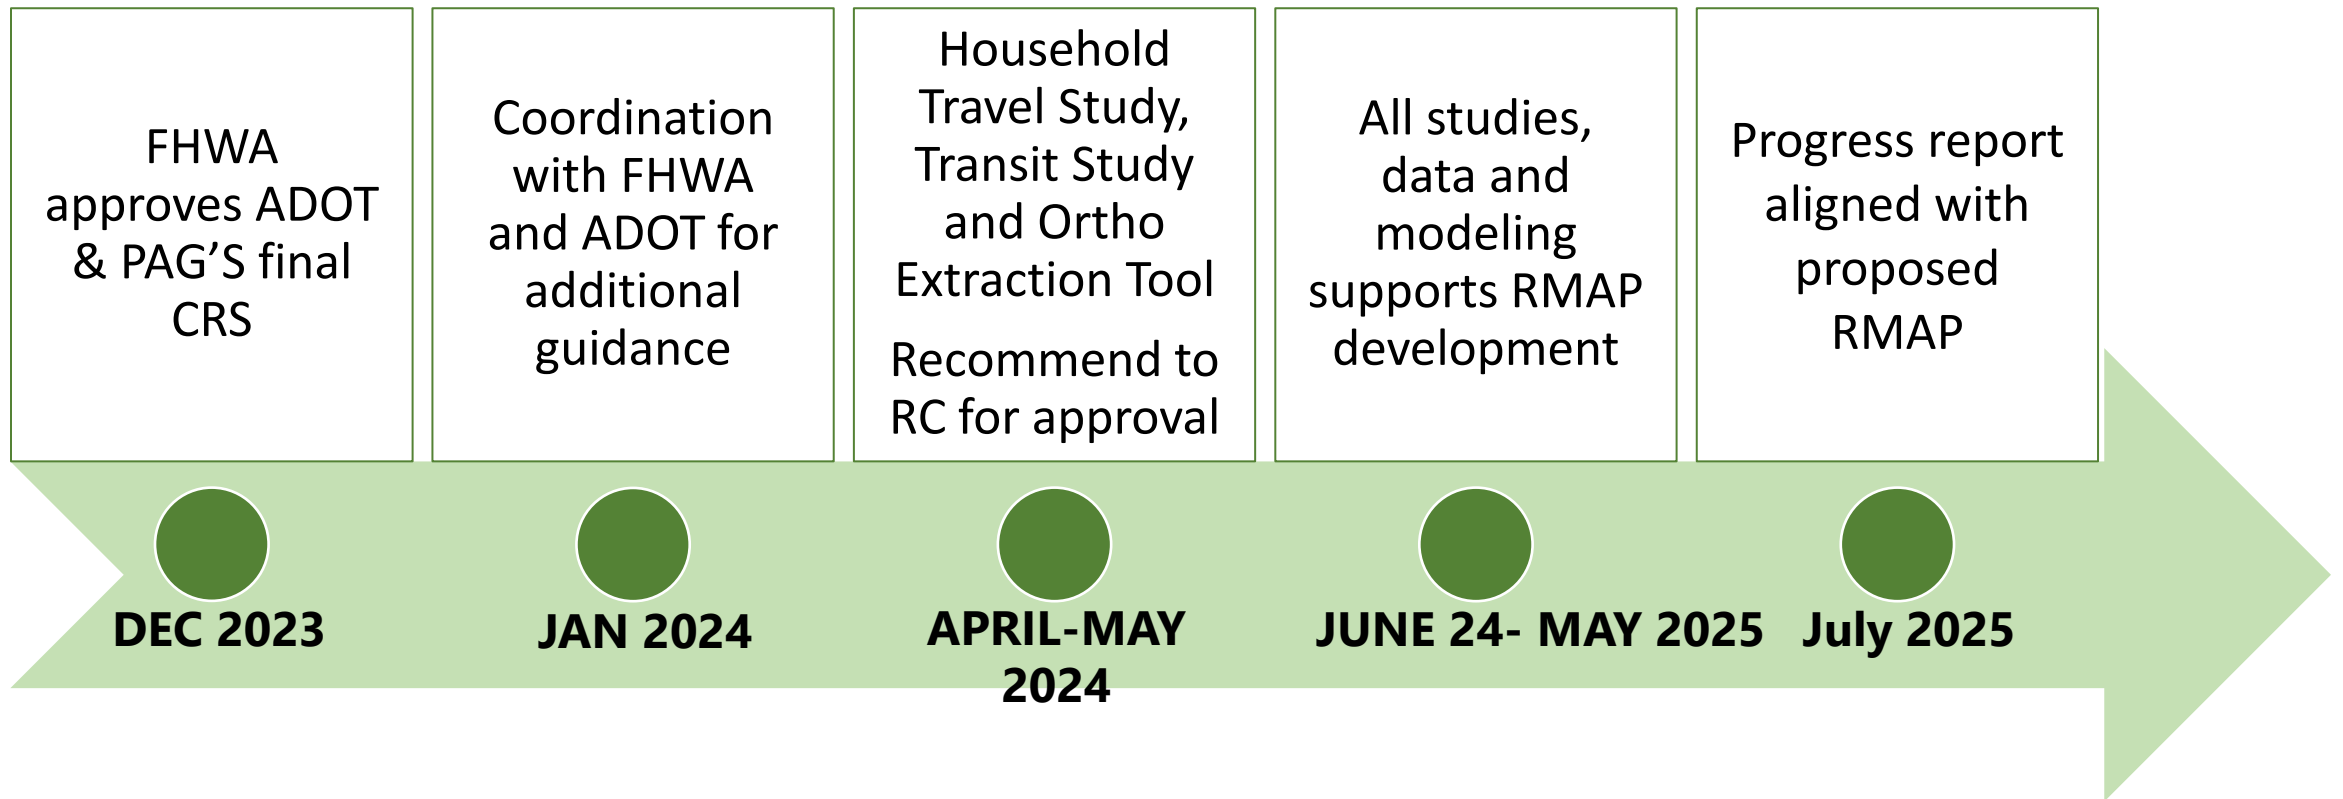 FHWA
approves ADOT
& PAG’S final
CRS
Coordination
with FHWA
and ADOT for
additional
guidance
Household
Travel Study,
Transit Study
and Ortho
Extraction Tool
Recommend to
RC for approval
All studies,
data and
modeling
supports RMAP
development
Progress report
aligned with
proposed
RMAP
DEC 2023
JAN 2024
APRIL-MAY
2024
JUNE 24- MAY 2025
July 2025